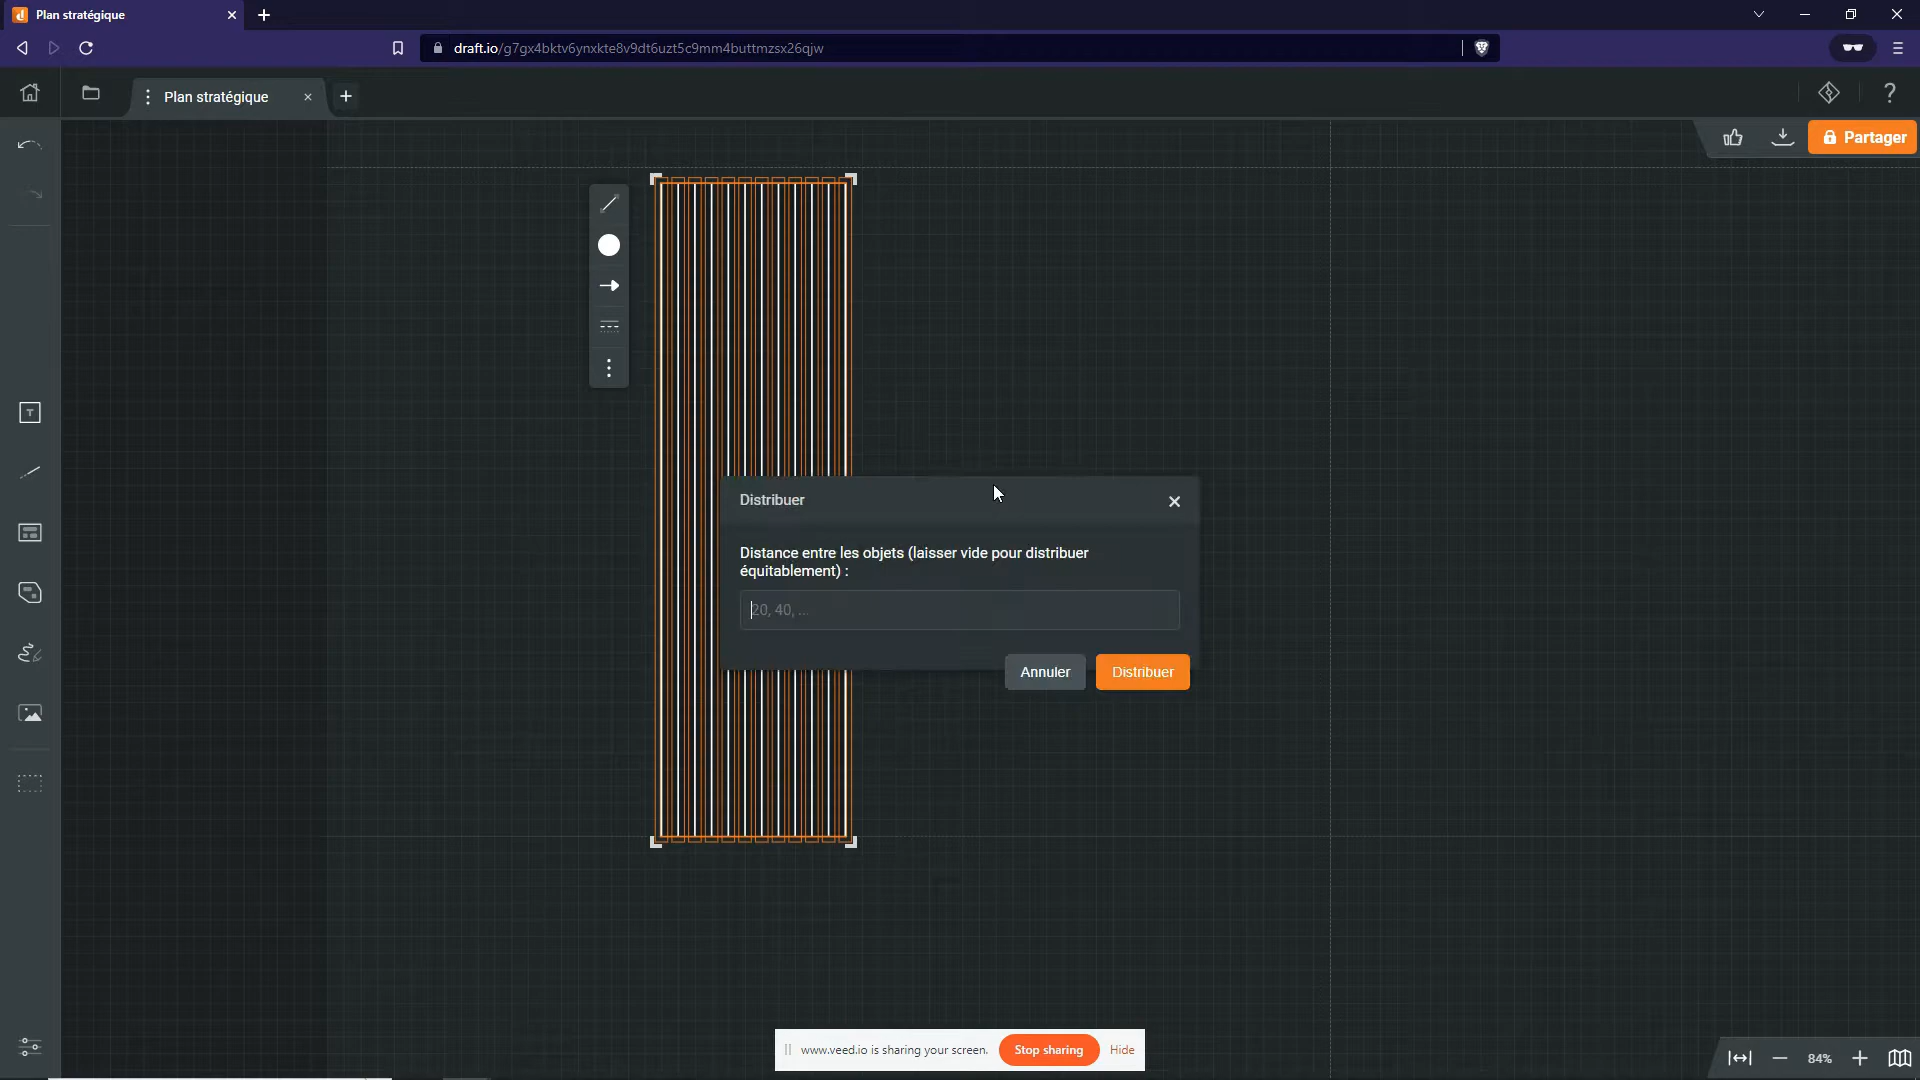 Plan stratégique
draft.io/g7gx4bktv6ynxkte8v9dt6uzt5c9mm4buttmzsx26qjw
Plan stratégique
Partager
Distribuer
Distance entre les objets (laisser vide pour distribuer
équitablement) :
20, 40, ...
Annuler
Distribuer
www.veed.io is sharing your screen.
Stop sharing
Hide
84%